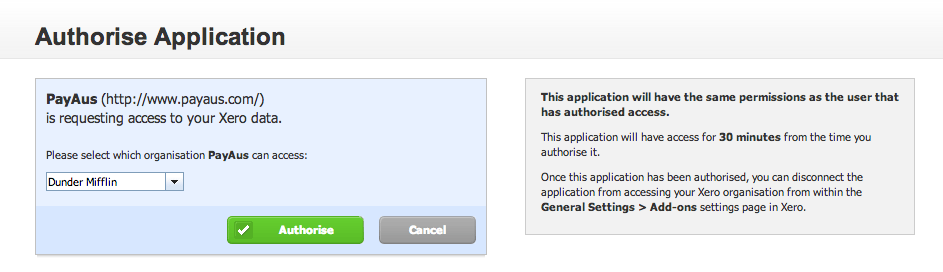 Authorise Application
PayAus (http://www.payaus.com/)
is requesting access to your Xero data.
Please select which organisation PayAus can access:
Dunder Mifflin
Authorise
Cancel
This application will have the same permissions as the user that
has authorised access.
This application will have access for 30 minutes from the time you
authorise it.
Once this application has been authorised, you can disconnect the
application from accessing your Xero organisation from within the
General Settings > Add-ons settings page in Xero.